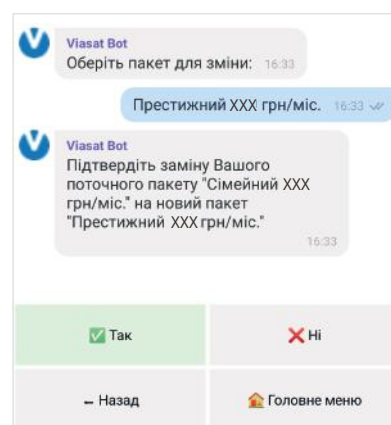 Viasat Bot
Оберіть пакет для зміни: 16:33
Престижний XXX грн/міс. 16:33
Viasat Bot
Підтвердіть заміну Вашого
поточного пакету "Сімейний XXX
грн/міс." на новий пакет
"Престижний XXX грн/міс."
16:33
Так
Ні
← Назад
Головне меню